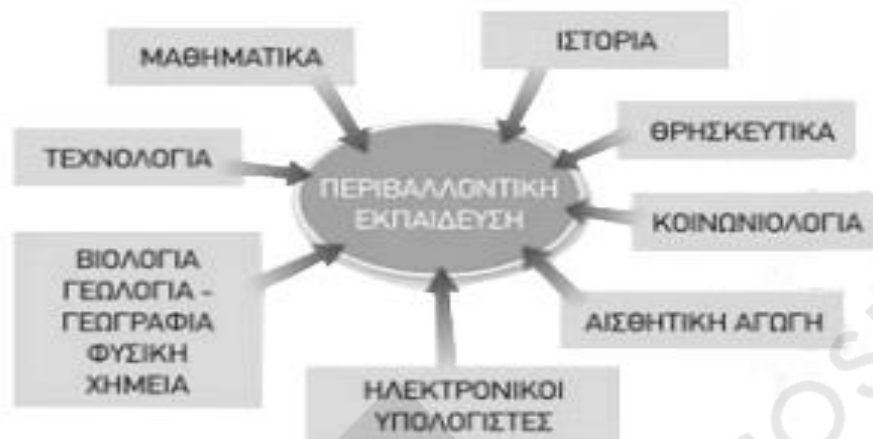 ΜΑΘΗΜΑΤΙΚΑ
ΙΣΤΟΡΙΑ
ΘΡΗΣΚΕΥΤΙΚΑ
ΤΕΧΝΟΛΟΓΙΑ
ΠΕΡΙΒΑΛΛΟΝΤΙΚΗ
ΕΚΠΑΙΔΕΥΣΗ
ΚΟΙΝΩΝΙΟΛΟΓΙΑ
ΒΙΟΛΟΓΙΑ
ΓΕΩΛΟΓΙΑ -
ΓΕΩΓΡΑΦΙΑ
ΦΥΣΙΚΗ
ΧΗΜΕΙΑ
ΑΙΣΘΗΤΙΚΗ ΑΓΩΓΗ
ΗΛΕΚΤΡΟΝΙΚΟΙ
ΥΠΟΛΟΓΙΣΤΕΣ